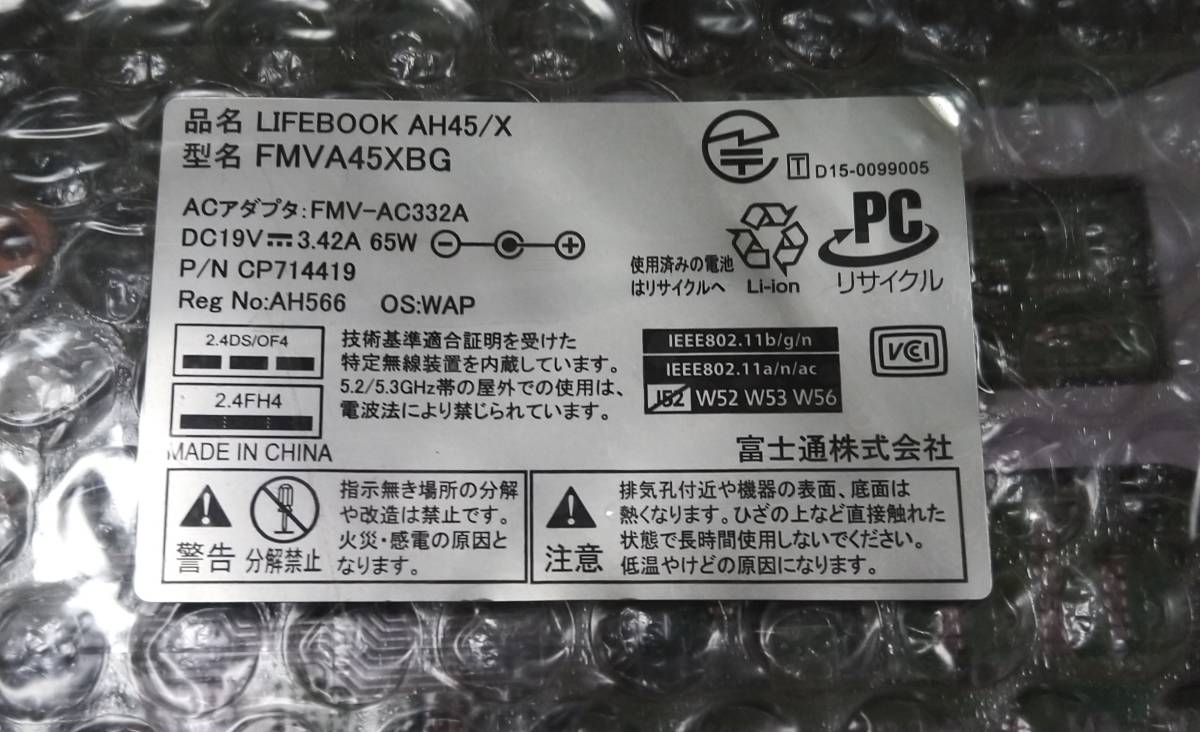 品名 LIFEBOOK AH45/X
型名 FMVA45XBG
T D15-0099005
ACアダプタ:FMV-AC332A
DC19V 3.42A 65W
P/N CP714419
Reg No:AH566 OS:WAP
使用済みの電池
はリサイクルへ
Li-ion
PC
リサイクル
2.4DS/OF4
2.4FH4
技術基準適合証明を受けた
特定無線装置を内蔵しています。
5.2/5.3GHz帯の屋外での使用は、
電波法により禁じられています。
IEEE802.11b/g/n
IEEE802.11a/n/ac
J52 W52 W53 W56
VCCI
MADE IN CHINA
富士通株式会社
警告
分解禁止
指示無き場所の分解
や改造は禁止です。
火災・感電の原因と
なります。
注意
排気孔付近や機器の表面、底面は
熱くなります。ひざの上など直接触れた
状態で長時間使用しないでください。
低温やけどの原因になります。